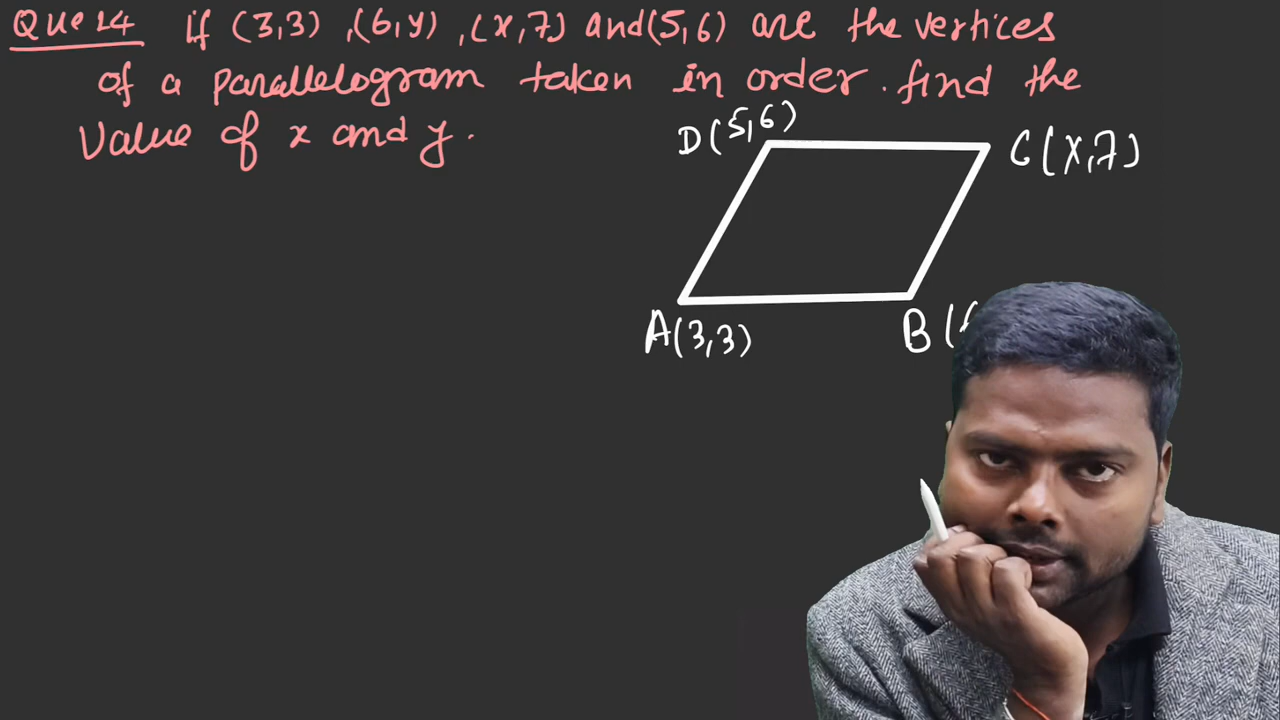 Que 14 If (3,3) ,(6,y) ,(x,7) and(5,6) are the vertices
of a parallelogram taken in order. find the
Value of x and y.
D(5,6)
C(x,7)
A(3,3)
B(